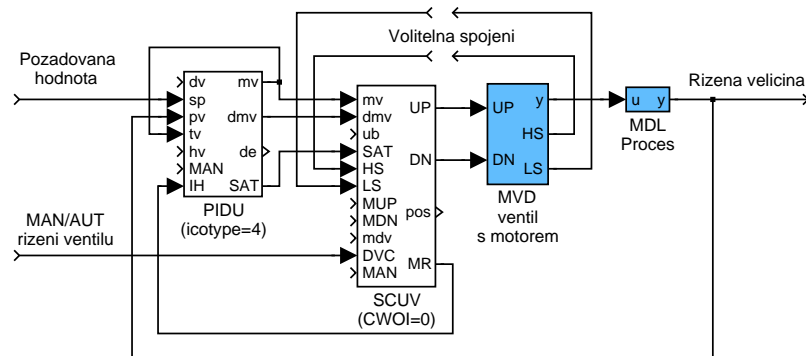 Volitelna spojeni
Pozadovana
hodnota
MAN/AUT
rizeni ventilu
dv
sp
pv
tv
hv
MAN
IH
mv
dmv
de
SAT
PIDU
(icotype=4)
mv
dmv
ub
SAT
HS
LS
MUP
MDN
mdv
DVC
MAN
UP
DN
pos
MR
SCUV
(CWOI=0)
UP
DN
y
HS
LS
MVD
ventil
s motorem
u
y
MDL
Proces
Rizena velicina